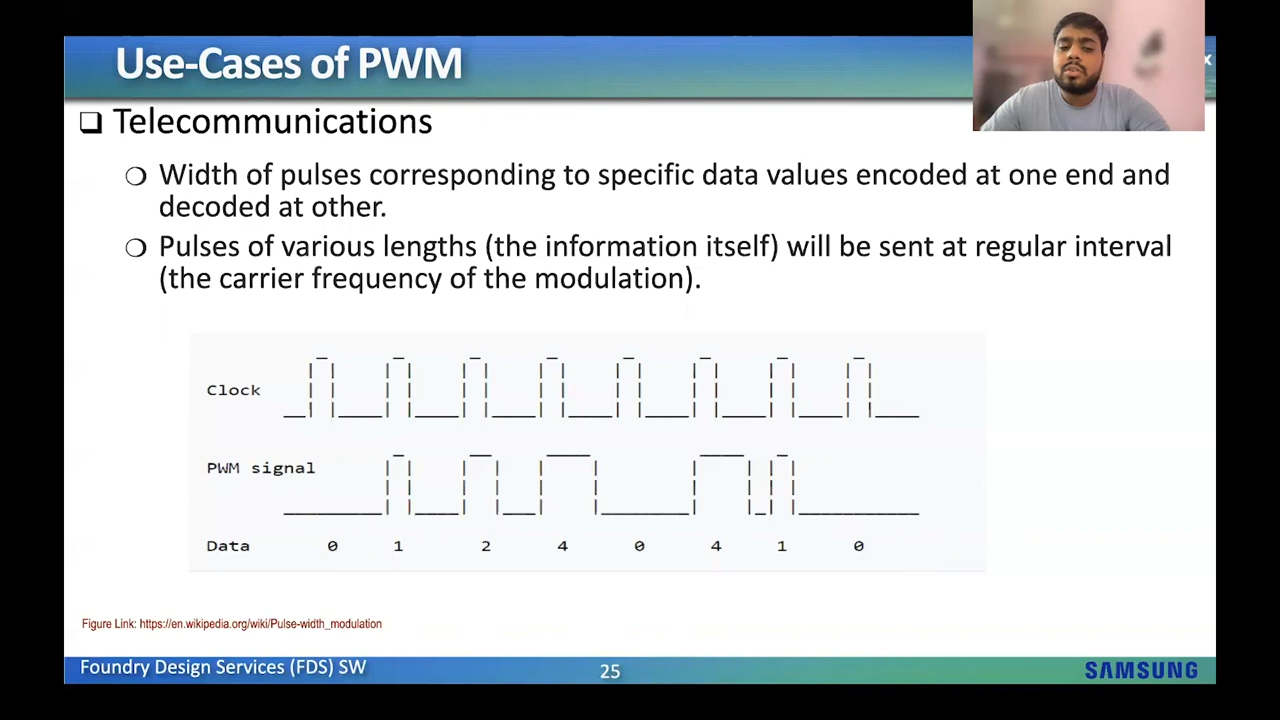 Use-Cases of PWM
x
❑ Telecommunications
❍ Width of pulses corresponding to specific data values encoded at one end and
decoded at other.
❍ Pulses of various lengths (the information itself) will be sent at regular interval
(the carrier frequency of the modulation).
Clock
PWM signal
Data 0 1 2 4 0 4 1 0
Figure Link: https://en.wikipedia.org/wiki/Pulse-width_modulation
Foundry Design Services (FDS) SW
25
SAMSUNG